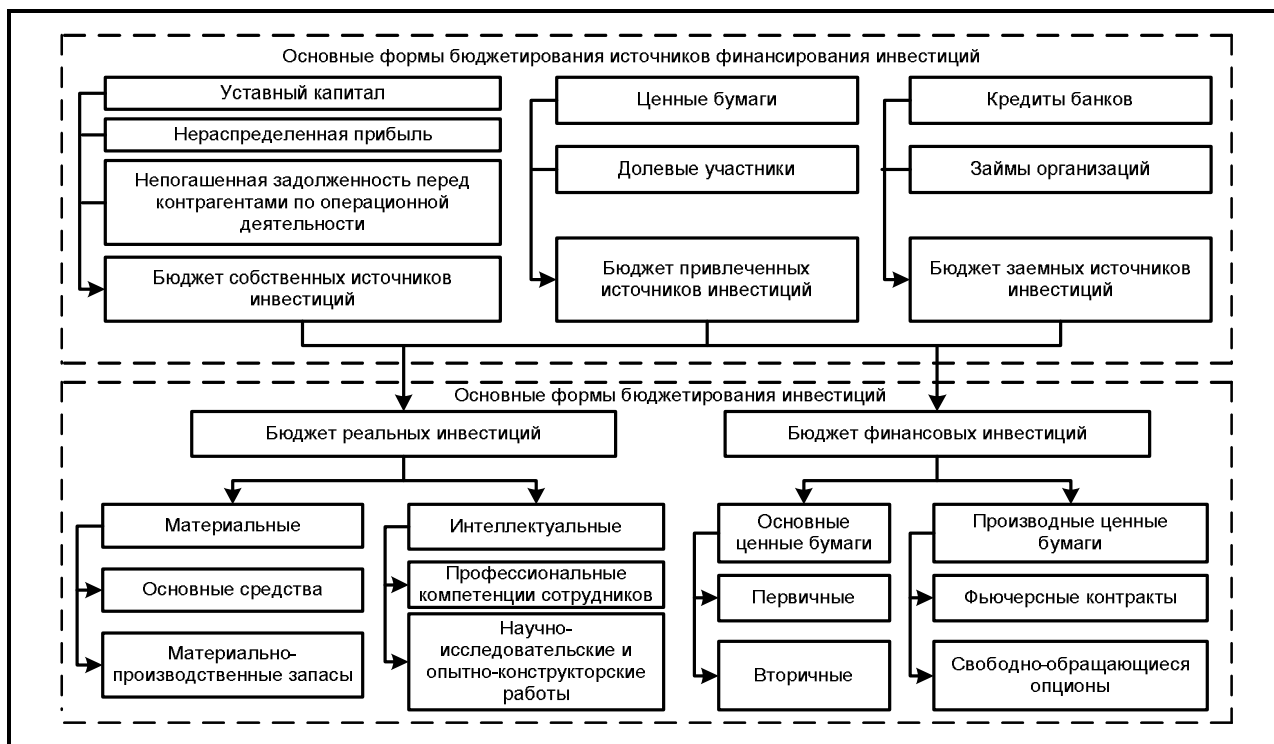 Основные формы бюджетирования источников финансирования инвестиций
Уставный капитал
Нераспределенная прибыль
Непогашенная задолженность перед
контрагентами по операционной
деятельности
Бюджет собственных источников
инвестиций
Ценные бумаги
Долевые участники
Бюджет привлеченных
источников инвестиций
Кредиты банков
Займы организаций
Бюджет заемных источников
инвестиций
Основные формы бюджетирования инвестиций
Бюджет реальных инвестиций
Бюджет финансовых инвестиций
Материальные
Основные средства
Материально-
производственные запасы
Интеллектуальные
Профессиональные
компетенции сотрудников
Научно-
исследовательские и
опытно-конструкторские
работы
Основные
ценные бумаги
Первичные
Вторичные
Производные ценные
бумаги
Фьючерсные контракты
Свободно-обращающиеся
опционы